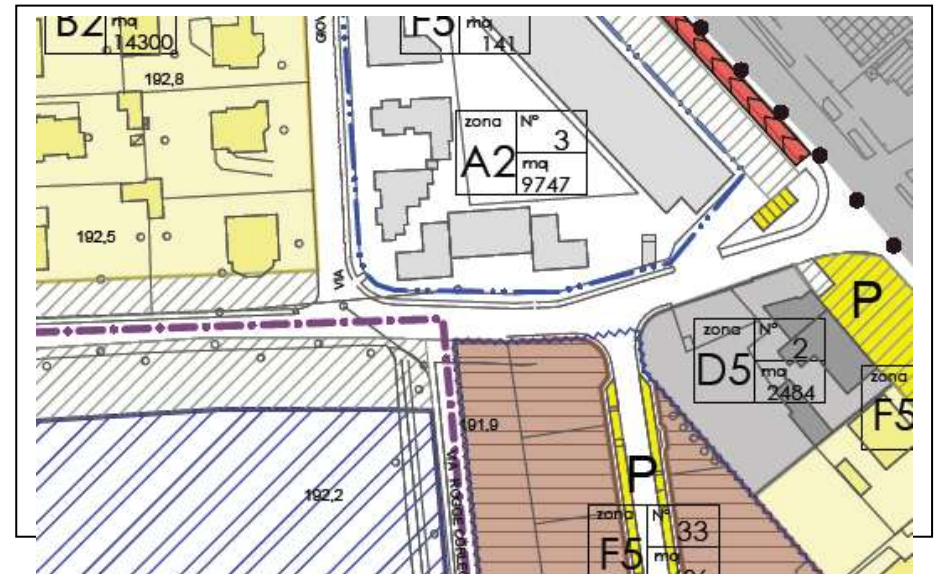 B2
mq
14300
F5
mq
141
192,8
zona
N°
3
A2
mq
9747
192,5
VIA
P
zona
N°
2
D5
mq
2484
zona
F5
191,9
192,2
P
zona
N°
33
F5
mq